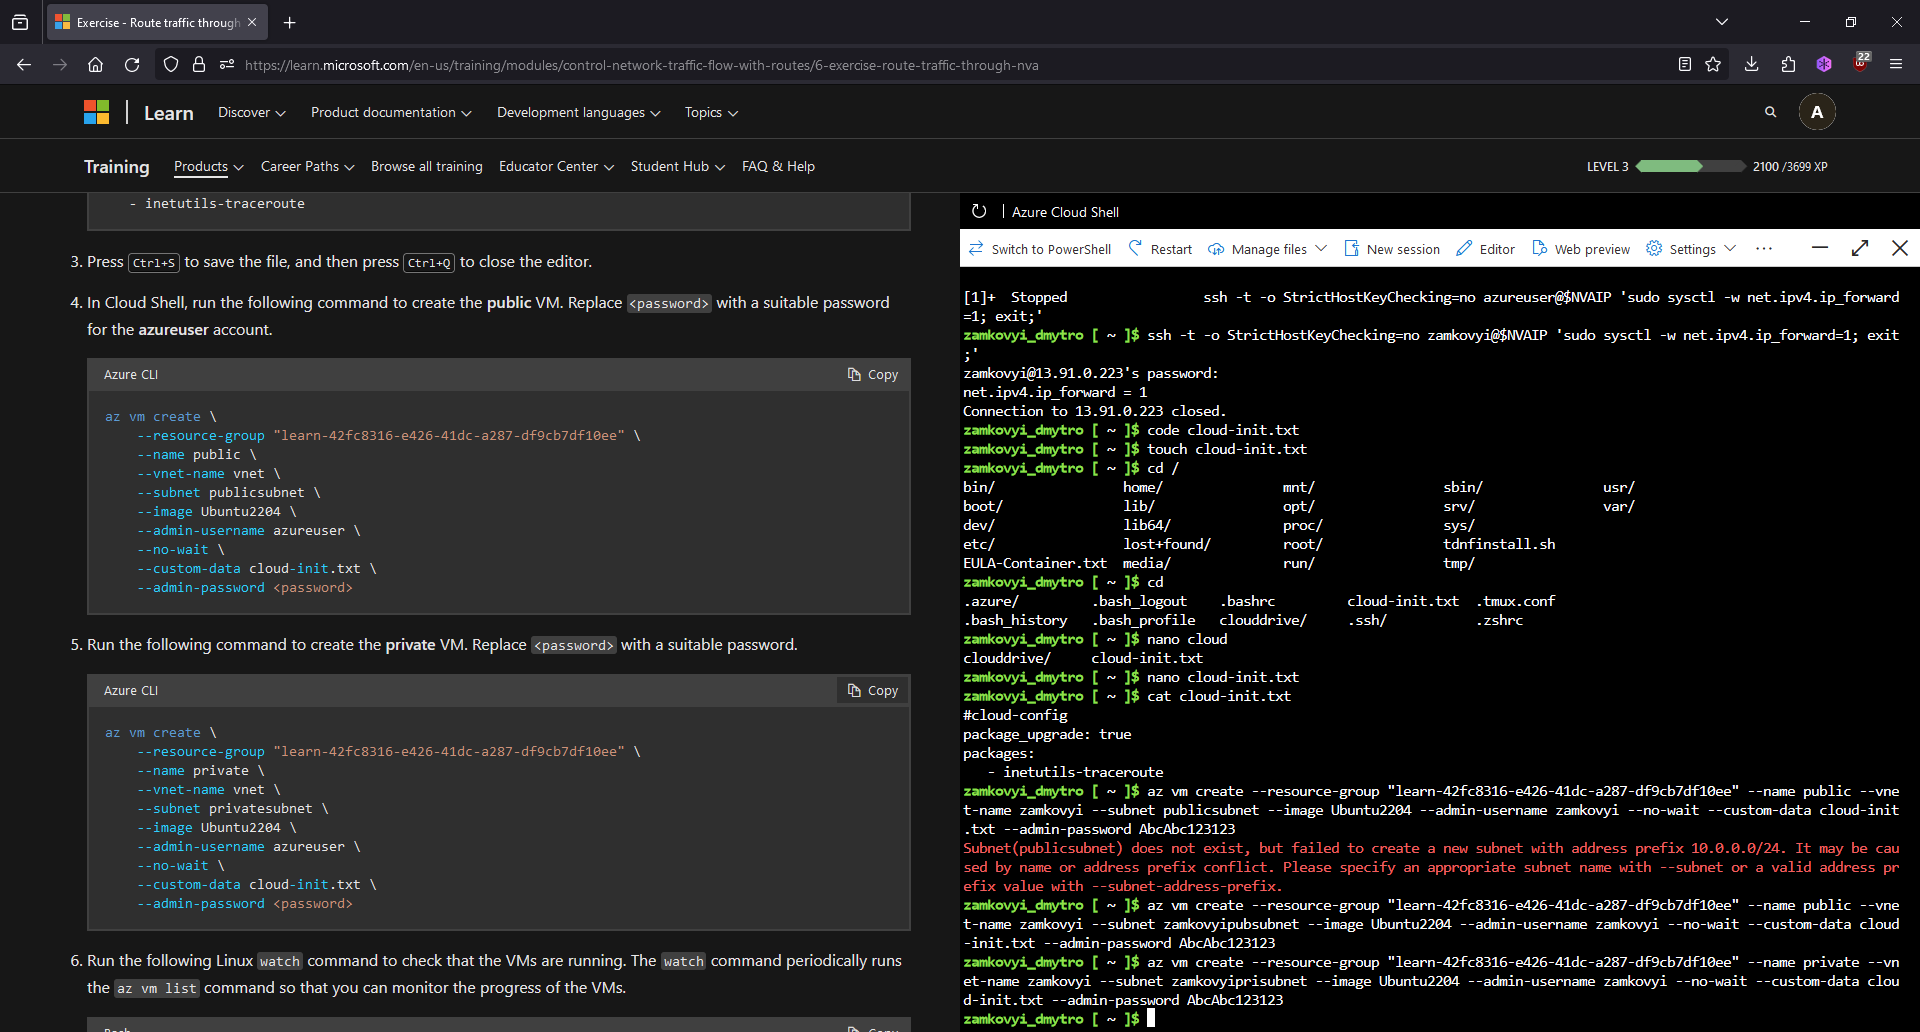 Exercise - Route traffic through
https://learn.microsoft.com/en-us/training/modules/control-network-traffic-flow-with-routes/6-exercise-route-traffic-through-nva
22
Learn
Discover
Product documentation
Development languages
Topics
A
Training
Products
Career Paths
Browse all training
Educator Center
Student Hub
FAQ & Help
LEVEL 3
2100 /3699 XP
- inetutils-traceroute
3. Press Ctrl+S to save the file, and then press Ctrl+Q to close the editor.
4. In Cloud Shell, run the following command to create the public VM. Replace <password> with a suitable password
for the azureuser account.
Azure CLI
Copy
az vm create \
--resource-group "learn-42fc8316-e426-41dc-a287-df9cb7df10ee" \
--name public \
--vnet-name vnet \
--subnet publicsubnet \
--image Ubuntu2204 \
--admin-username azureuser \
--no-wait \
--custom-data cloud-init.txt \
--admin-password <password>
5. Run the following command to create the private VM. Replace <password> with a suitable password.
Azure CLI
Copy
az vm create \
--resource-group "learn-42fc8316-e426-41dc-a287-df9cb7df10ee" \
--name private \
--vnet-name vnet \
--subnet privatesubnet \
--image Ubuntu2204 \
--admin-username azureuser \
--no-wait \
--custom-data cloud-init.txt \
--admin-password <password>
6. Run the following Linux watch command to check that the VMs are running. The watch command periodically runs
the az vm list command so that you can monitor the progress of the VMs.
Bash
Copy
Azure Cloud Shell
Switch to PowerShell
Restart
Manage files
New session
Editor
Web preview
Settings
[1]+  Stopped                 ssh -t -o StrictHostKeyChecking=no azureuser@$NVAIP 'sudo sysctl -w net.ipv4.ip_forward
=1; exit;'
zamkovyi_dmytro [ ~ ]$ ssh -t -o StrictHostKeyChecking=no zamkovyi@$NVAIP 'sudo sysctl -w net.ipv4.ip_forward=1; exit
;'
zamkovyi@13.91.0.223's password:
net.ipv4.ip_forward = 1
Connection to 13.91.0.223 closed.
zamkovyi_dmytro [ ~ ]$ code cloud-init.txt
zamkovyi_dmytro [ ~ ]$ touch cloud-init.txt
zamkovyi_dmytro [ ~ ]$ cd /
bin/                home/               mnt/                sbin/               usr/
boot/               lib/                opt/                srv/                var/
dev/                lib64/              proc/               sys/
etc/                lost+found/         root/               tdnfinstall.sh
EULA-Container.txt  media/              run/                tmp/
zamkovyi_dmytro [ ~ ]$ cd
.azure/         .bash_logout    .bashrc         cloud-init.txt  .tmux.conf
.bash_history   .bash_profile   clouddrive/     .ssh/           .zshrc
zamkovyi_dmytro [ ~ ]$ nano cloud
clouddrive/     cloud-init.txt
zamkovyi_dmytro [ ~ ]$ nano cloud-init.txt
zamkovyi_dmytro [ ~ ]$ cat cloud-init.txt
#cloud-config
package_upgrade: true
packages:
- inetutils-traceroute
zamkovyi_dmytro [ ~ ]$ az vm create --resource-group "learn-42fc8316-e426-41dc-a287-df9cb7df10ee" --name public --vne
t-name zamkovyi --subnet publicsubnet --image Ubuntu2204 --admin-username zamkovyi --no-wait --custom-data cloud-init
.txt --admin-password AbcAbc123123
Subnet(publicsubnet) does not exist, but failed to create a new subnet with address prefix 10.0.0.0/24. It may be cau
sed by name or address prefix conflict. Please specify an appropriate subnet name with --subnet or a valid address pr
efix value with --subnet-address-prefix.
zamkovyi_dmytro [ ~ ]$ az vm create --resource-group "learn-42fc8316-e426-41dc-a287-df9cb7df10ee" --name public --vne
t-name zamkovyi --subnet zamkovyipubsubnet --image Ubuntu2204 --admin-username zamkovyi --no-wait --custom-data cloud
-init.txt --admin-password AbcAbc123123
zamkovyi_dmytro [ ~ ]$ az vm create --resource-group "learn-42fc8316-e426-41dc-a287-df9cb7df10ee" --name private --vn
et-name zamkovyi --subnet zamkovyiprisubnet --image Ubuntu2204 --admin-username zamkovyi --no-wait --custom-data clou
d-init.txt --admin-password AbcAbc123123
zamkovyi_dmytro [ ~ ]$